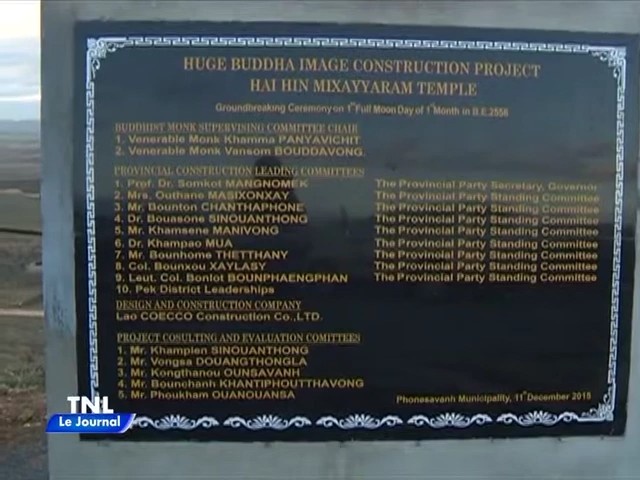 HUGE BUDDHA IMAGE CONSTRUCTION PROJECT
HAI HIN MIXAYYARAM TEMPLE
Groundbreaking Ceremony on 1st Full Moon Day of 1st Month in B.E.2556
BUDDHIST MONK SUPERVISING COMMITTEE CHAIR
1. Venerable Monk Khamma PANYAVICHIT
2. Venerable Monk Vansom BOUDDAVONG.
PROVINCIAL CONSTRUCTION LEADING COMMITTEES
1. Prof. Dr. Somkot MANGNOMEK The Provincial Party Secretary, Governor
2. Mrs. Outhane MASIXONXAY The Provincial Party Standing Committee
3. Mr. Bounton CHANTHAPHONE The Provincial Party Standing Committee
4. Dr. Bouasone SINOUANTHONG The Provincial Party Standing Committee
5. Mr. Khamsene MANIVONG The Provincial Party Standing Committee
6. Dr. Khampao MUA The Provincial Party Standing Committee
7. Mr. Bounhome THETTHANY The Provincial Party Standing Committee
8. Col. Bounxou XAYLASY The Provincial Party Standing Committee
9. Leut. Col. Bonlot BOUNPHAENGPHAN The Provincial Party Standing Committee
10. Pek District Leaderships
DESIGN AND CONSTRUCTION COMPANY
Lao COECCO Construction Co.,LTD.
PROJECT COSULTING AND EVALUATION COMITTEES
1. Mr. Khamplen SINOUANTHONG
2. Mr. Vongsa DOUANGTHONGLA
3. Mr. Kongthanou OUNSAVANH
4. Mr. Bounchanh KHANTIPHOUTTHAVONG
5. Mr. Phoukham OUANOUANSA
Phonesavanh Municipality, 11th December 2015
TNL
Le Journal